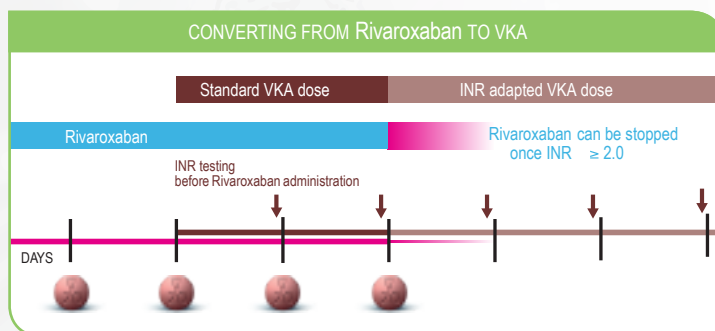 CONVERTING FROM Rivaroxaban TO VKA
Standard VKA dose
INR adapted VKA dose
Rivaroxaban
Rivaroxaban can be stopped
once INR ≥ 2.0
INR testing
before Rivaroxaban administration
DAYS